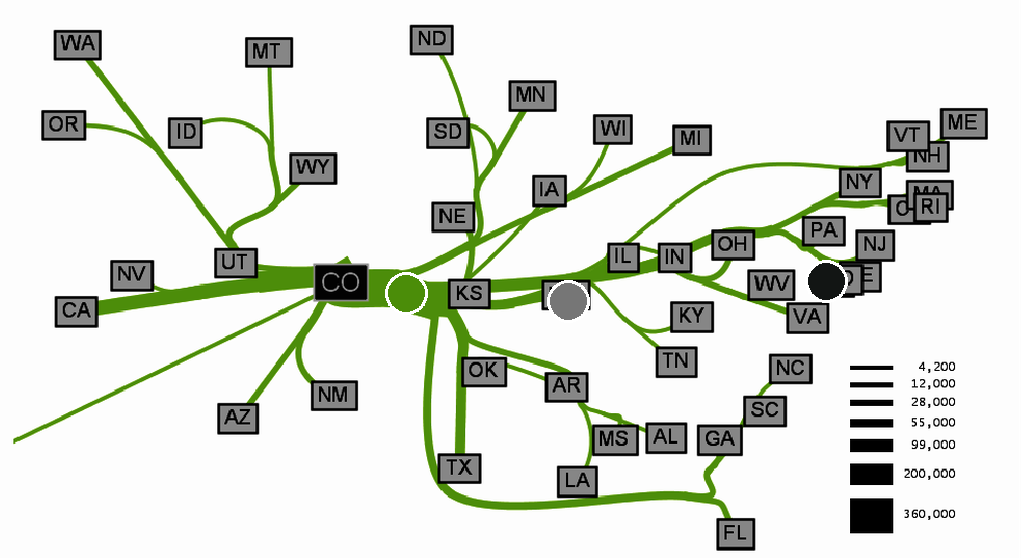 ND
ME
WA
MT
MN
WI
VT
OR
ID
SD
MI
NH
WY
NY
IA
RI
NE
PA
OH
NJ
UT
IL
IN
NV
CO
WV
KS
CA
KY
VA
TN
OK
AR
NC
4,200
12,000
NM
28,000
AZ
SC
55,000
MS
AL
GA
99,000
TX
LA
200,000
360,000
FL